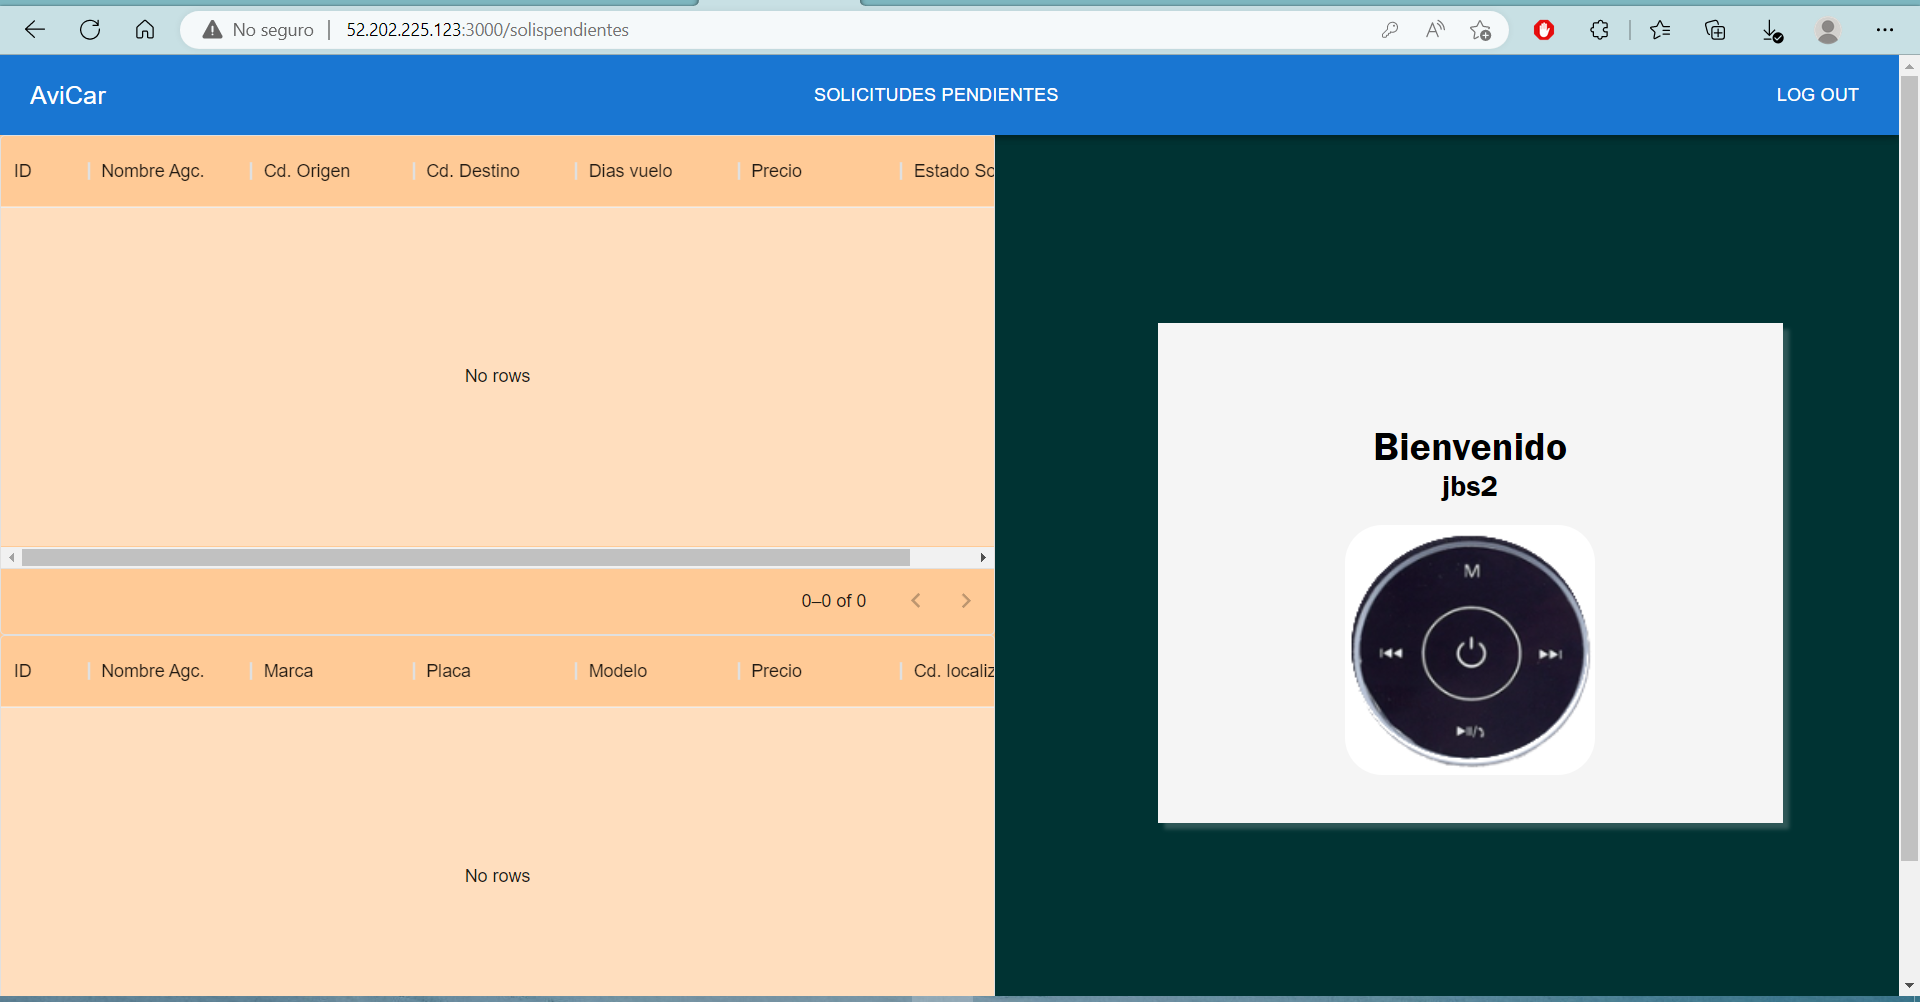 No seguro
52.202.225.123:3000/solispendientes
AviCar
SOLICITUDES PENDIENTES
LOG OUT
ID
Nombre Agc.
Cd. Origen
Cd. Destino
Dias vuelo
Precio
Estado So
No rows
0–0 of 0
ID
Nombre Agc.
Marca
Placa
Modelo
Precio
Cd. localiz
No rows
Bienvenido
jbs2
M